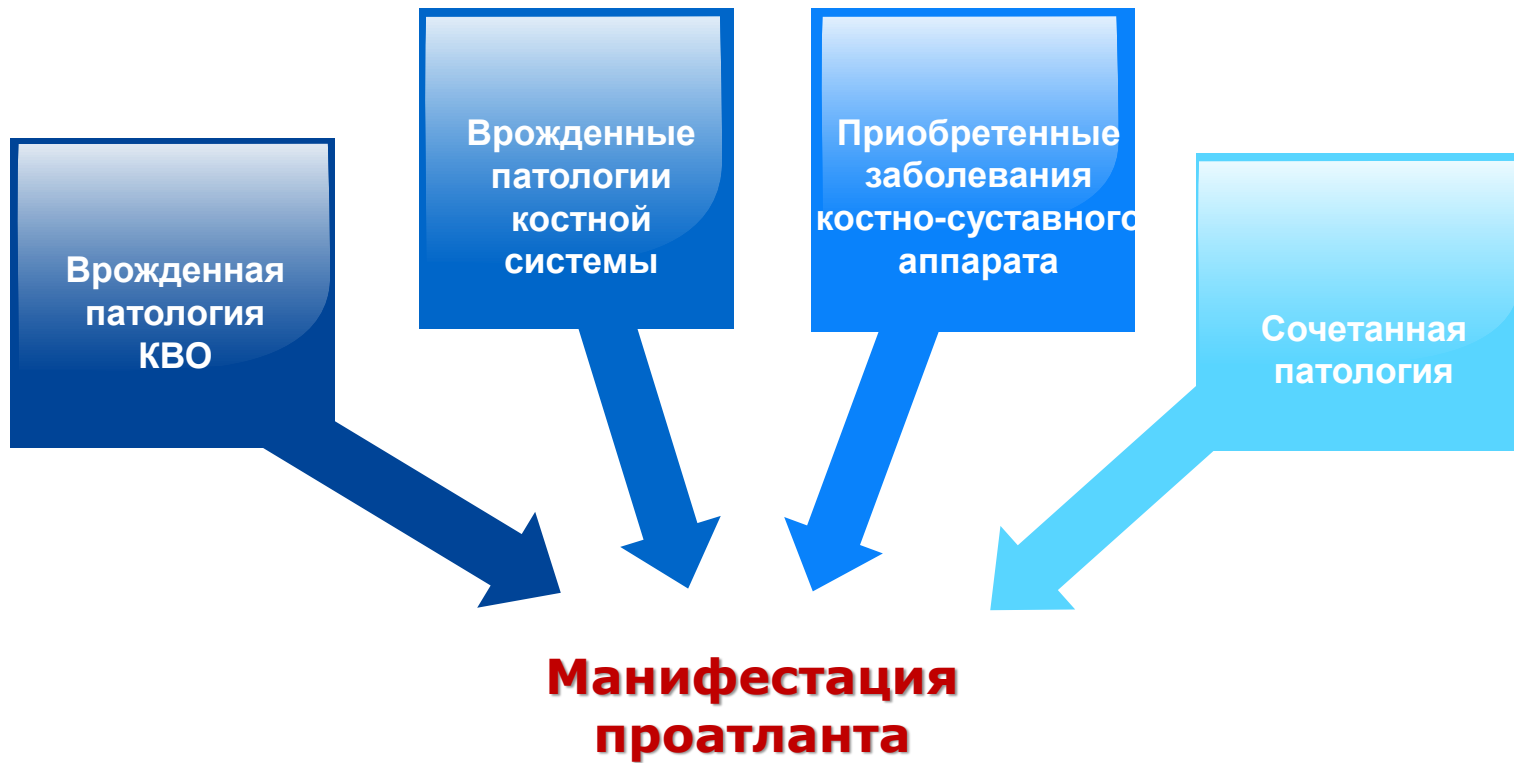 Врожденная
патология
КВО
Врожденные
патологии
костной
системы
Приобретенные
заболевания
костно-суставного
аппарата
Сочетанная
патология
Манифестация
проатланта